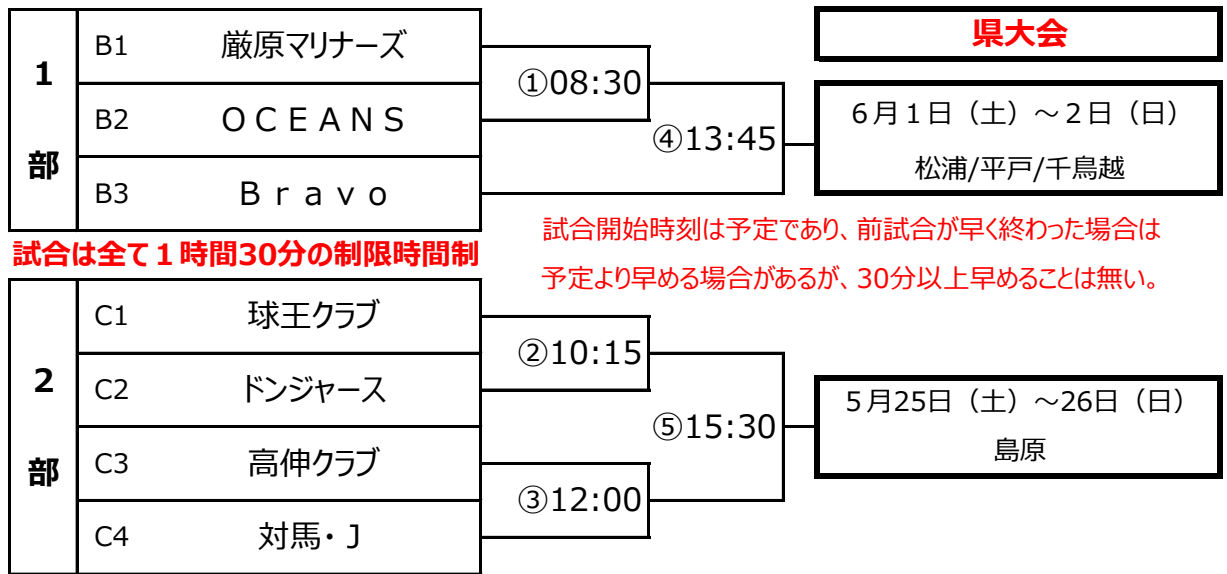 1部
B1 厳原マリナーズ
B2 ＯＣＥＡＮＳ
B3 Ｂｒａｖｏ
①08:30
④13:45
県大会
６月１日（土）～２日（日）
松浦/平戸/千鳥越
試合は全て１時間30分の制限時間制
試合開始時刻は予定であり、前試合が早く終わった場合は
予定より早める場合があるが、30分以上早めることは無い。
2部
C1 球王クラブ
C2 ドンジャース
C3 高伸クラブ
C4 対馬・Ｊ
②10:15
③12:00
⑤15:30
５月25日（土）～26日（日）
島原